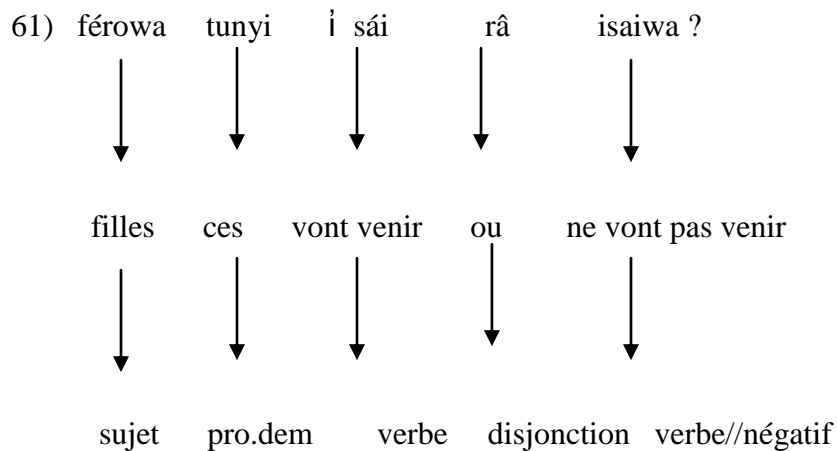 61) férowa tunyi ỉ sái râ isaiwa ?
filles ces vont venir ou ne vont pas venir
sujet pro.dem verbe disjonction verbe//négatif